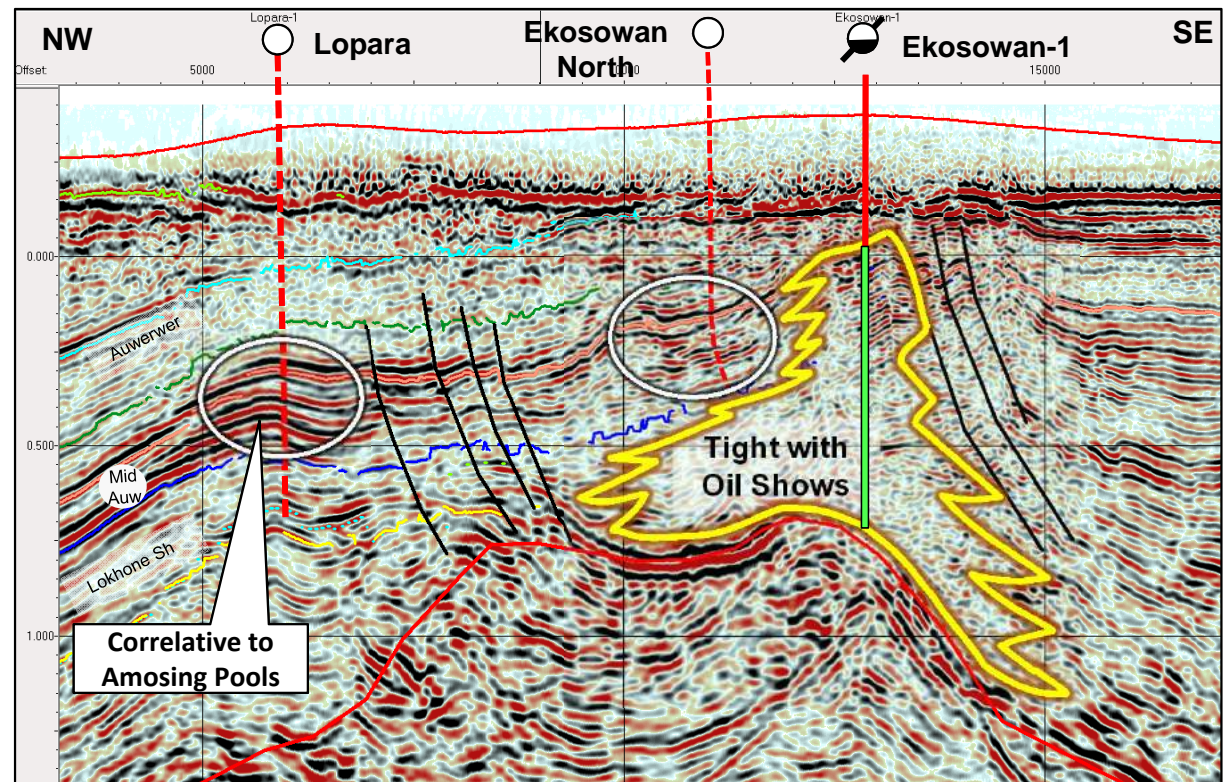 Lopara-1
Ekosowan-1
NW
Lopara
Ekosowan
North
Ekosowan-1
SE
Offset:
5000
15000
0.000
Auwerwer
0.500
Mid
Auw
Tight with
Oil Shows
Lokhone Sh
1.000
Correlative to
Amosing Pools